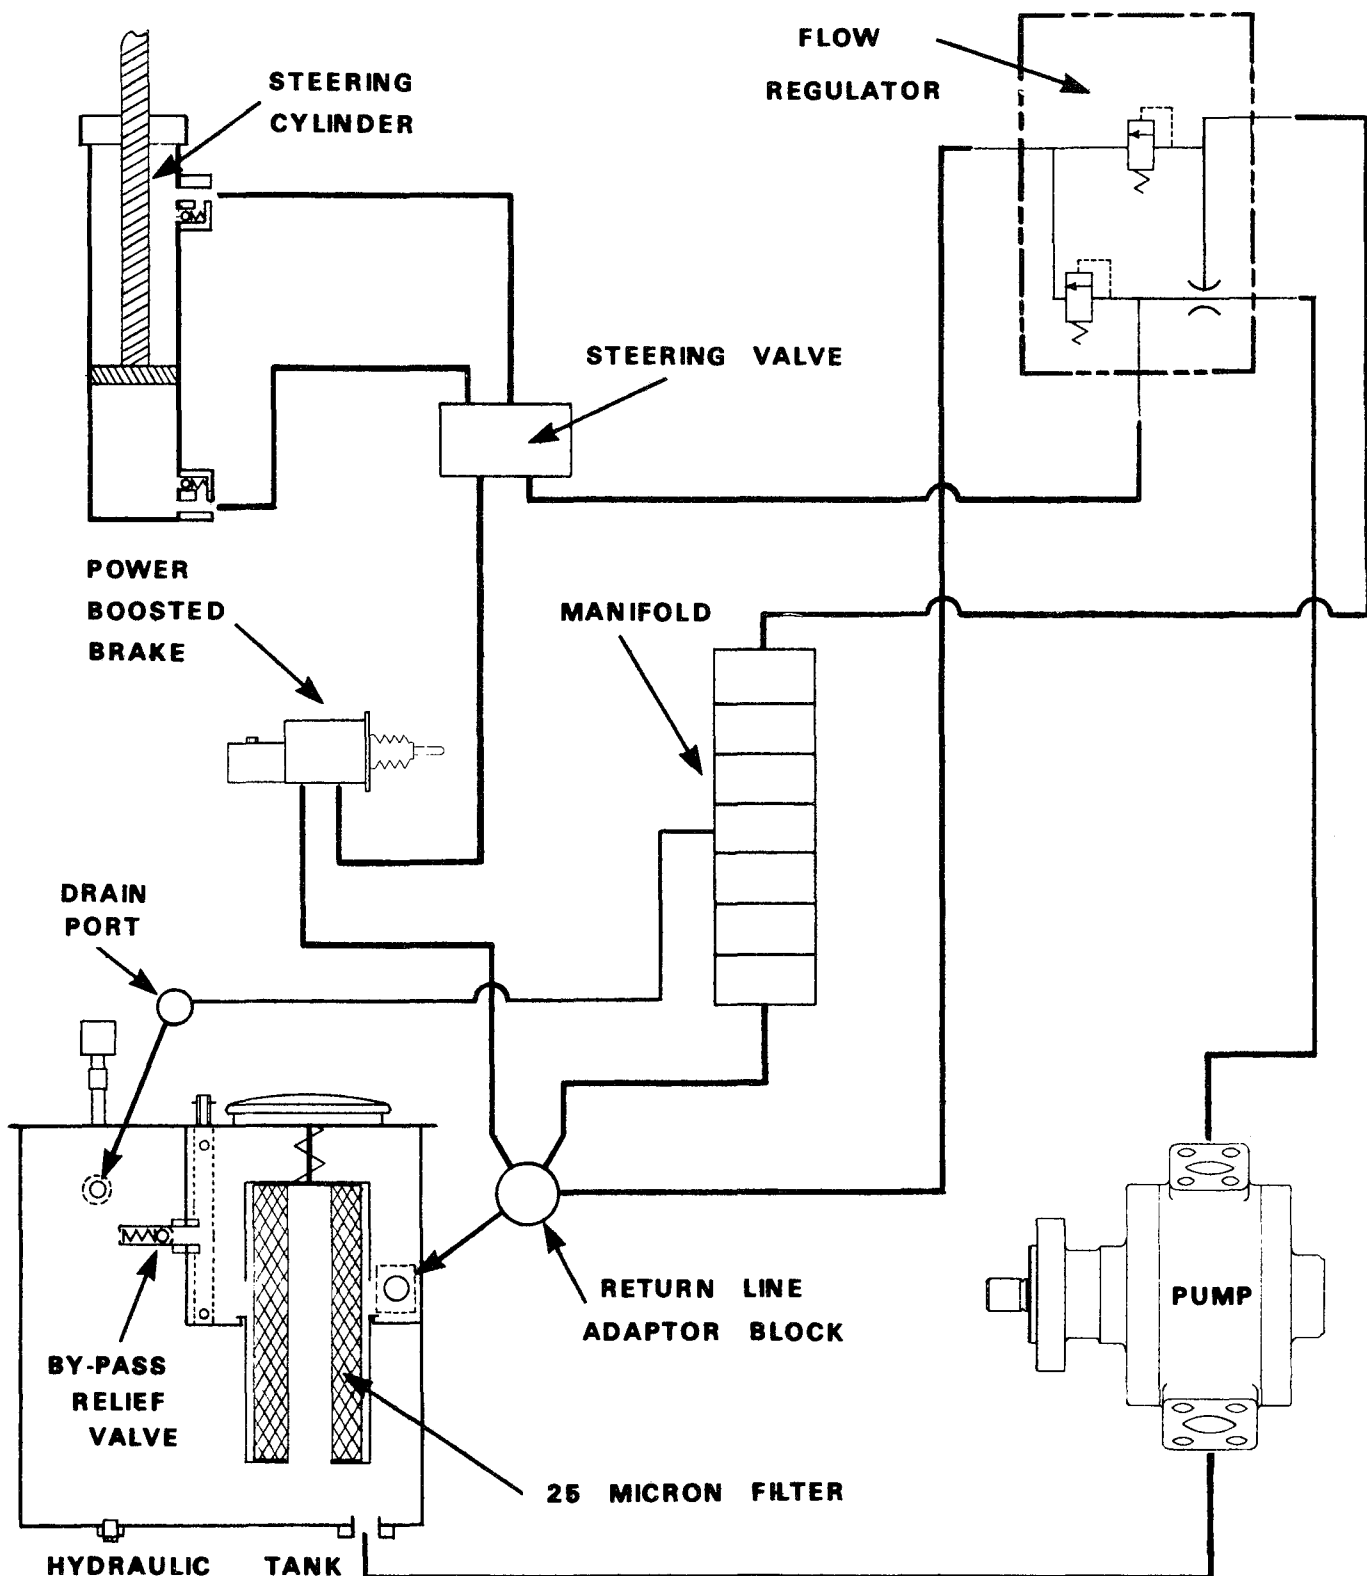 STEERING
CYLINDER
FLOW
REGULATOR
STEERING VALVE
POWER
BOOSTED
BRAKE
MANIFOLD
DRAIN
PORT
RETURN LINE
ADAPTOR BLOCK
PUMP
BY-PASS
RELIEF
VALVE
25 MICRON FILTER
HYDRAULIC TANK